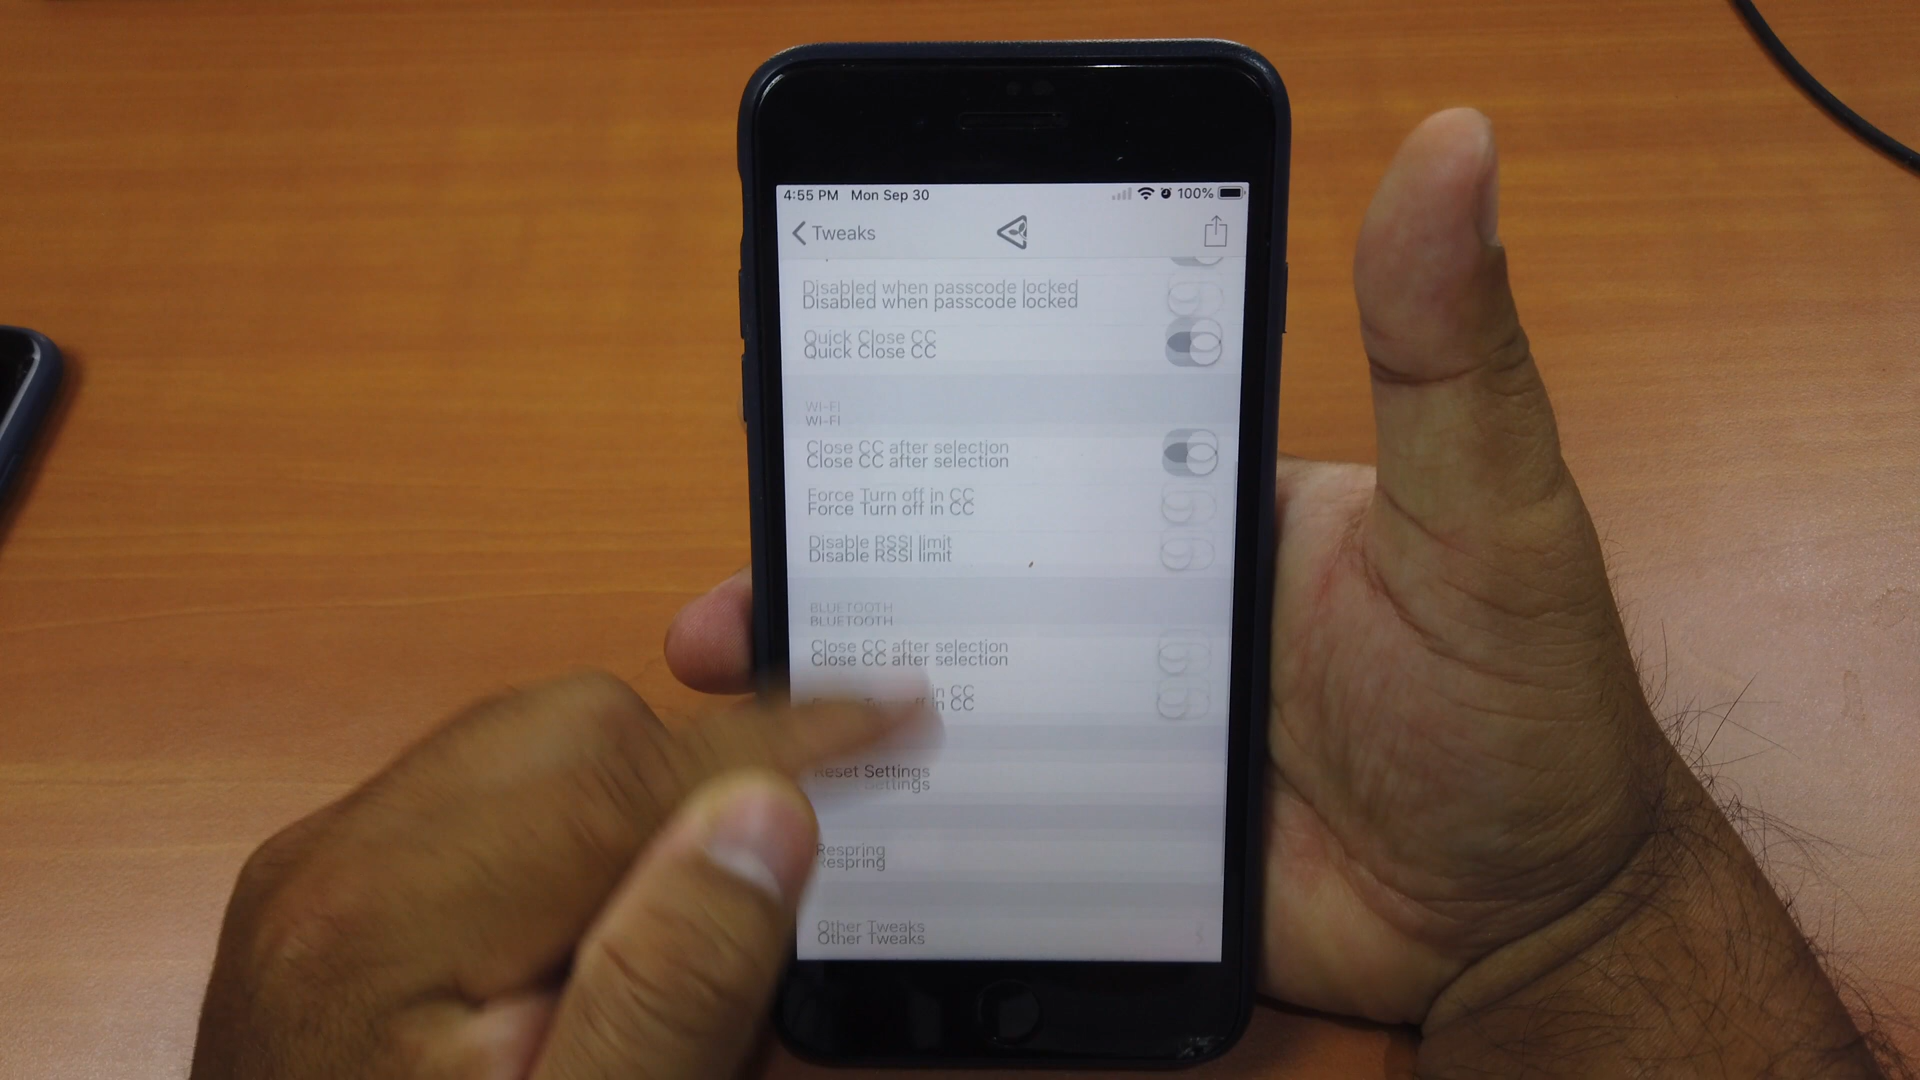 4:55 PM Mon Sep 30 100%
Tweaks
Disabled when passcode locked
Quick Close CC
WI-FI
Close CC after selection
Force Turn off in CC
Disable RSSI limit
BLUETOOTH
Close CC after selection
in CC
Reset Settings
Respring
Other Tweaks